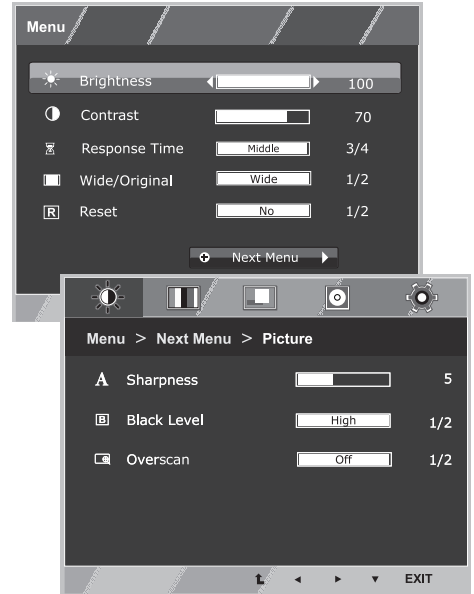 Menu
Brightness 100
Contrast 70
Response Time Middle 3/4
Wide/Original Wide 1/2
R Reset No 1/2
Next Menu
Menu > Next Menu > Picture
A Sharpness 5
B Black Level High 1/2
Overscan Off 1/2
EXIT